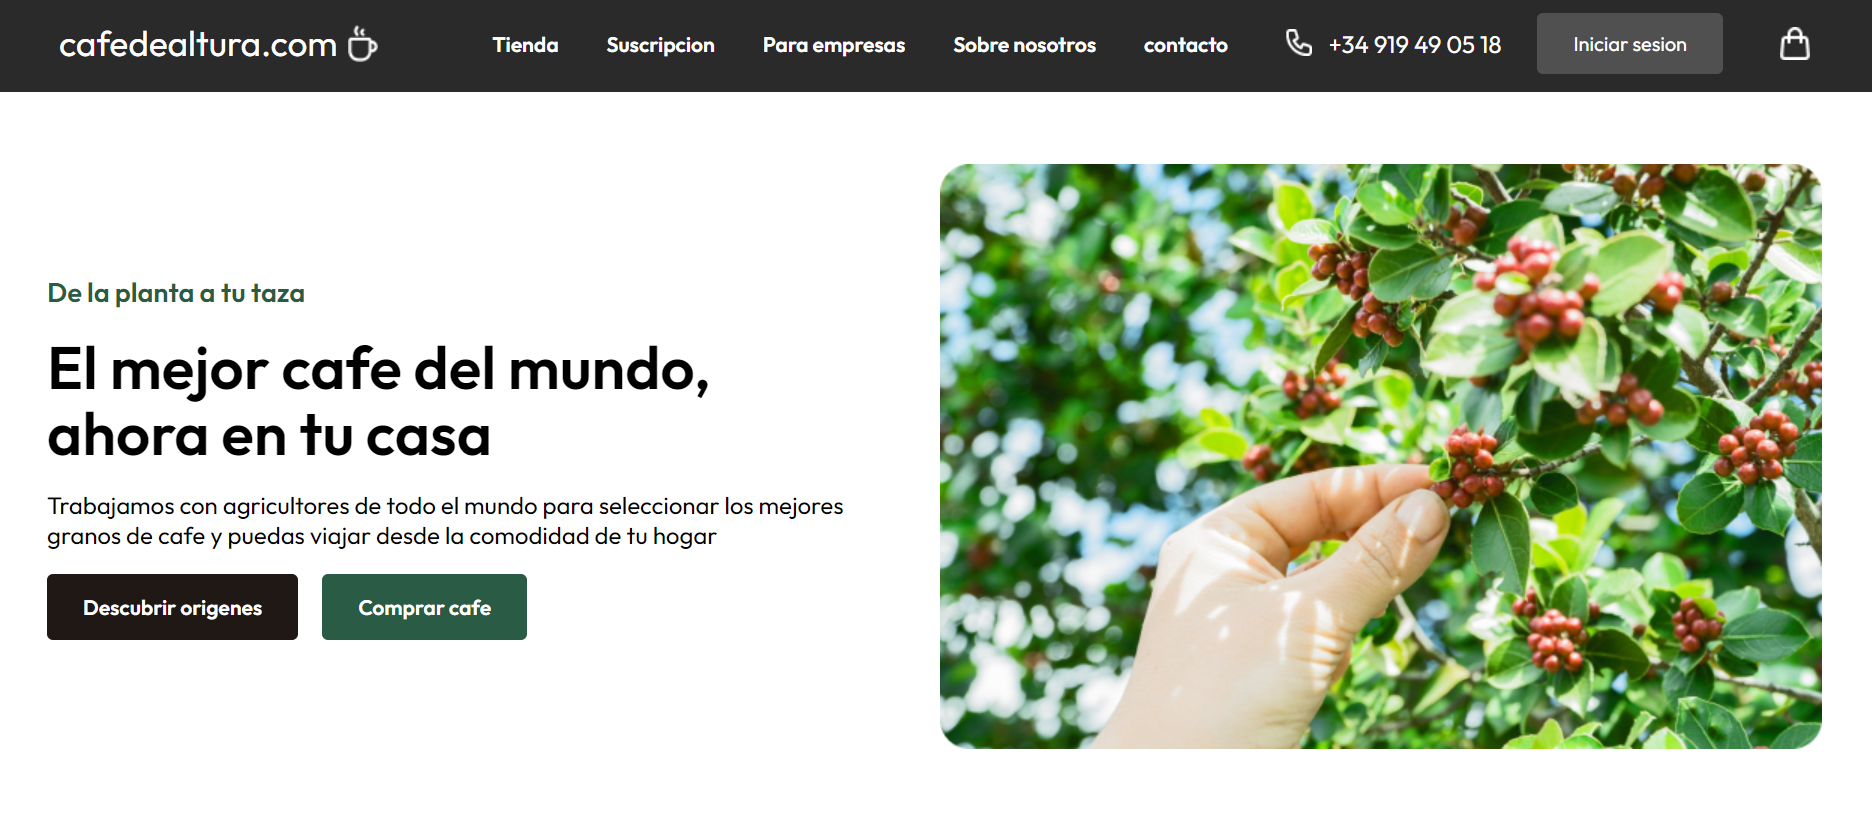 cafedealtura.com
Tienda
Suscripcion
Para empresas
Sobre nosotros
contacto
+34 919 49 05 18
Iniciar sesion
De la planta a tu taza
El mejor cafe del mundo,
ahora en tu casa
Trabajamos con agricultores de todo el mundo para seleccionar los mejores
granos de cafe y puedas viajar desde la comodidad de tu hogar
Descubrir origenes
Comprar cafe